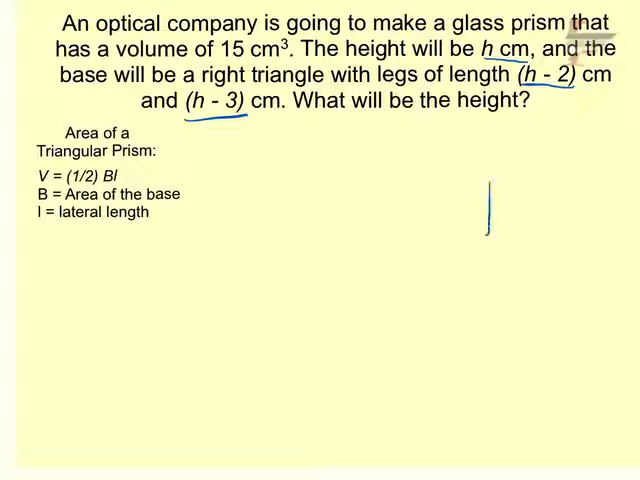 An optical company is going to make a glass prism that
has a volume of 15 cm³. The height will be h cm, and the
base will be a right triangle with legs of length (h - 2) cm
and (h - 3) cm. What will be the height?
Area of a
Triangular Prism:
V = (1/2) Bl
B = Area of the base
l = lateral length